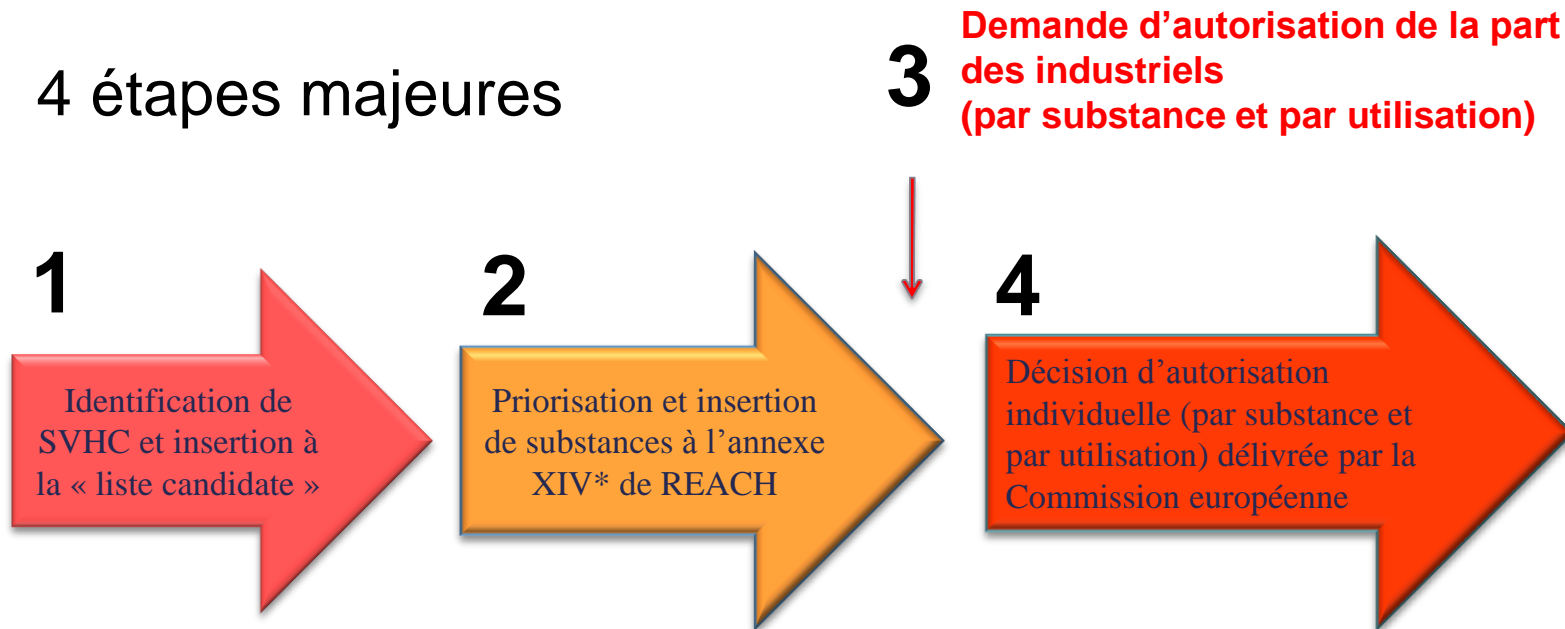 4 étapes majeures
1
Identification de
SVHC et insertion à
la « liste candidate »
2
Priorisation et insertion
de substances à l’annexe
XIV* de REACH
3
Demande d’autorisation de la part
des industriels
(par substance et par utilisation)
4
Décision d’autorisation
individuelle (par substance et
par utilisation) délivrée par la
Commission européenne